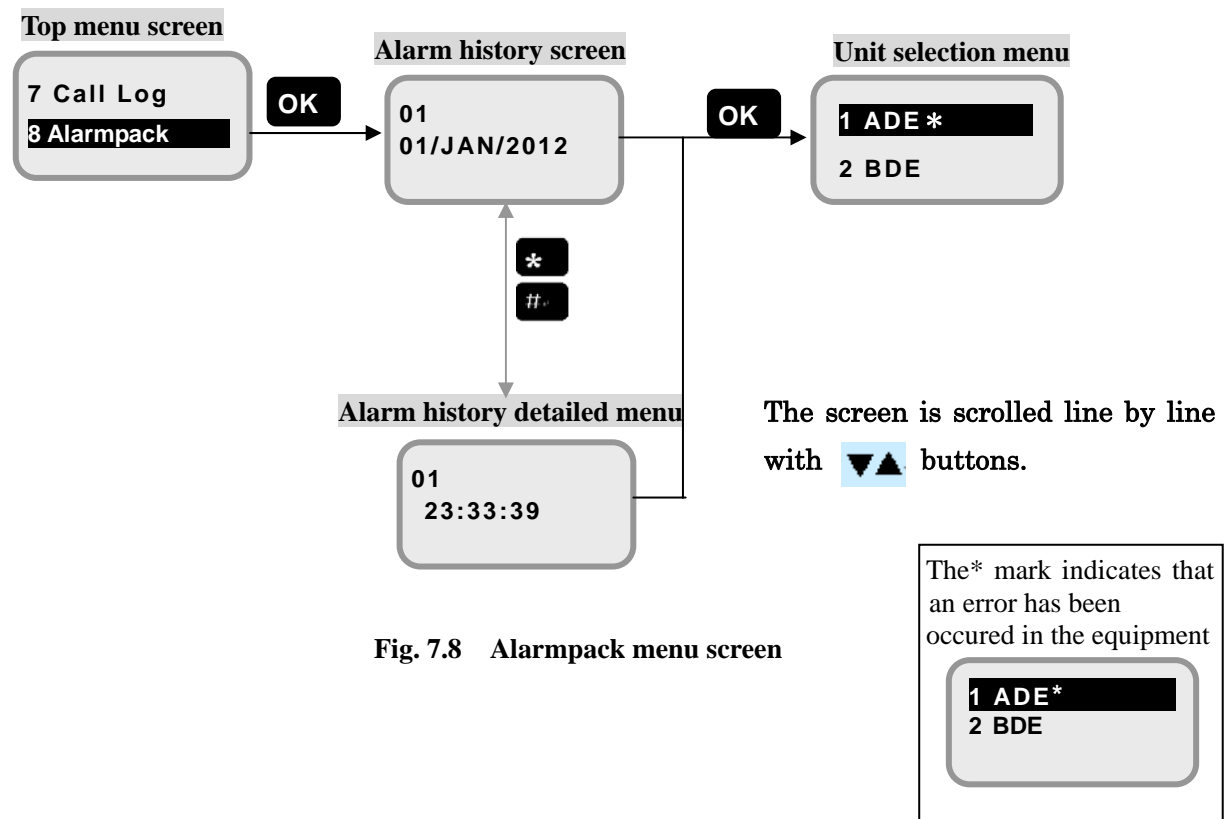 Top menu screen
7 Call Log
8 Alarmpack
OK
Alarm history screen
01
01/JAN/2012
OK
Unit selection menu
1 ADE*
2 BDE
*
#
Alarm history detailed menu
01
23:33:39
The screen is scrolled line by line
with ▼▲ buttons.
Fig. 7.8 Alarmpack menu screen
The* mark indicates that
an error has been
occured in the equipment
1 ADE*
2 BDE